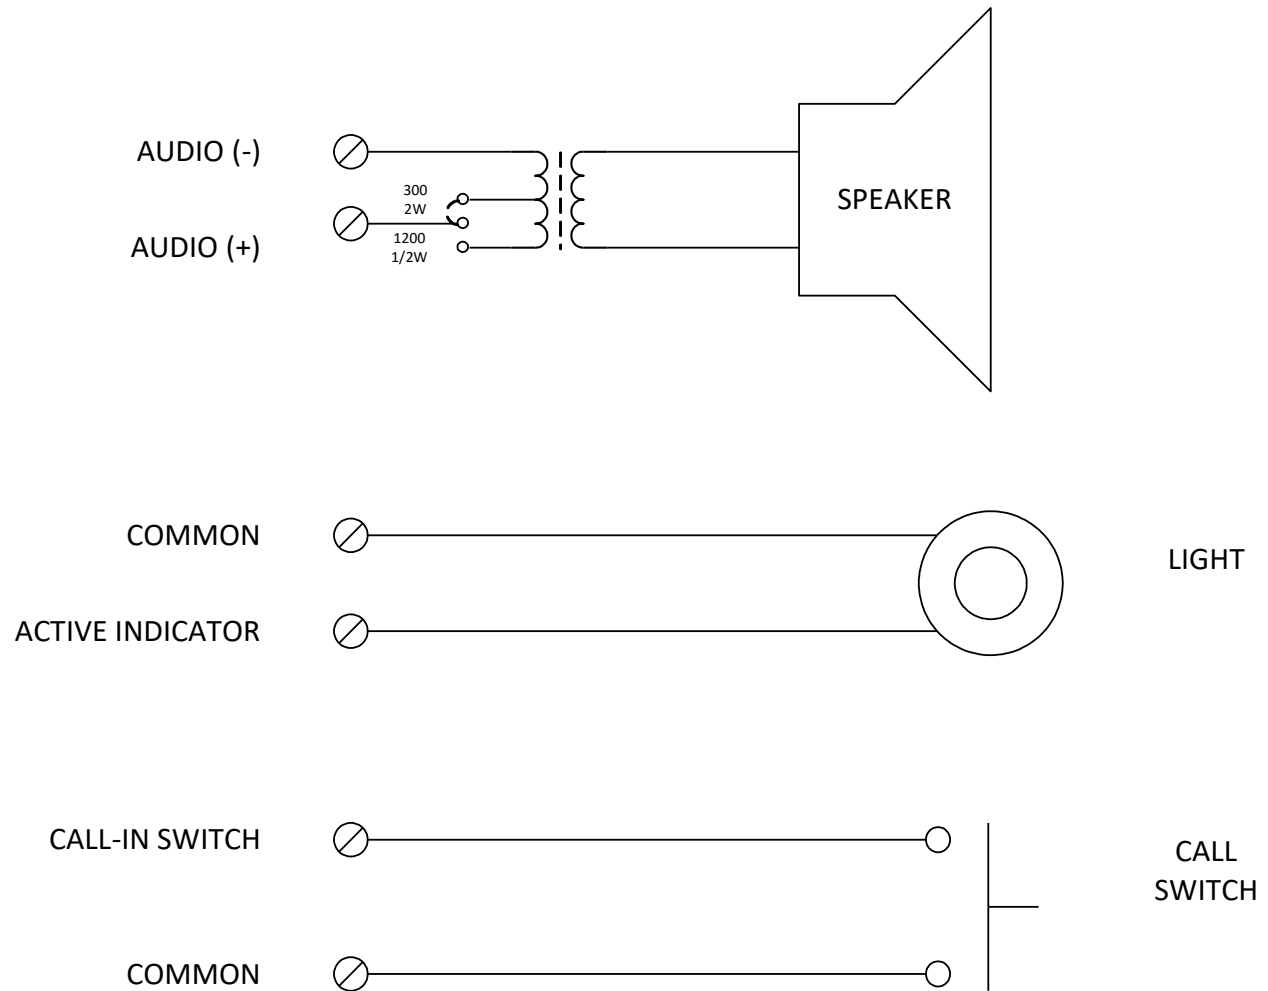 AUDIO (-)
300
2W
SPEAKER
1200
1/2W
AUDIO (+)
COMMON
LIGHT
ACTIVE INDICATOR
CALL-IN SWITCH
CALL
SWITCH
COMMON